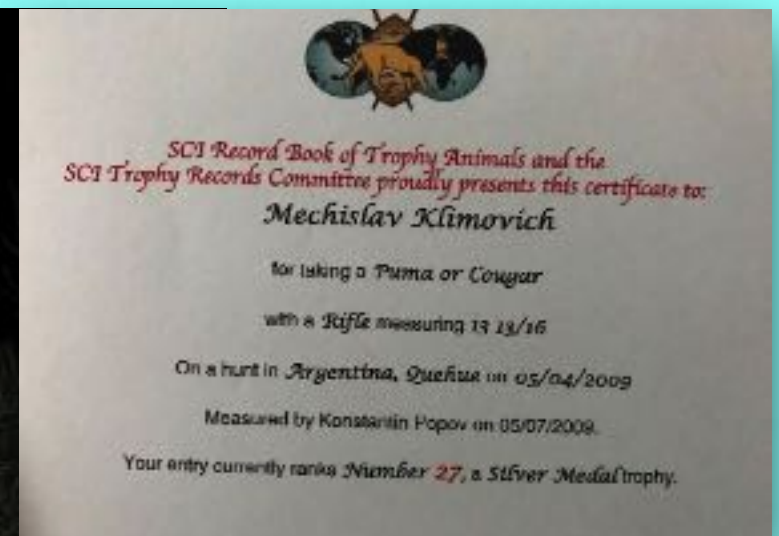 SCI Record Book of Trophy Animals and the
SCI Trophy Records Committee proudly presents this certificate to:
Mechislav Klimovich
for taking a Puma or Cougar
with a Rifle measuring 13 13/16
On a hunt in Argentina, Quehue on 05/04/2009
Measured by Konstantin Popov on 05/07/2009.
Your entry currently ranks Number 27, a Silver Medal trophy.